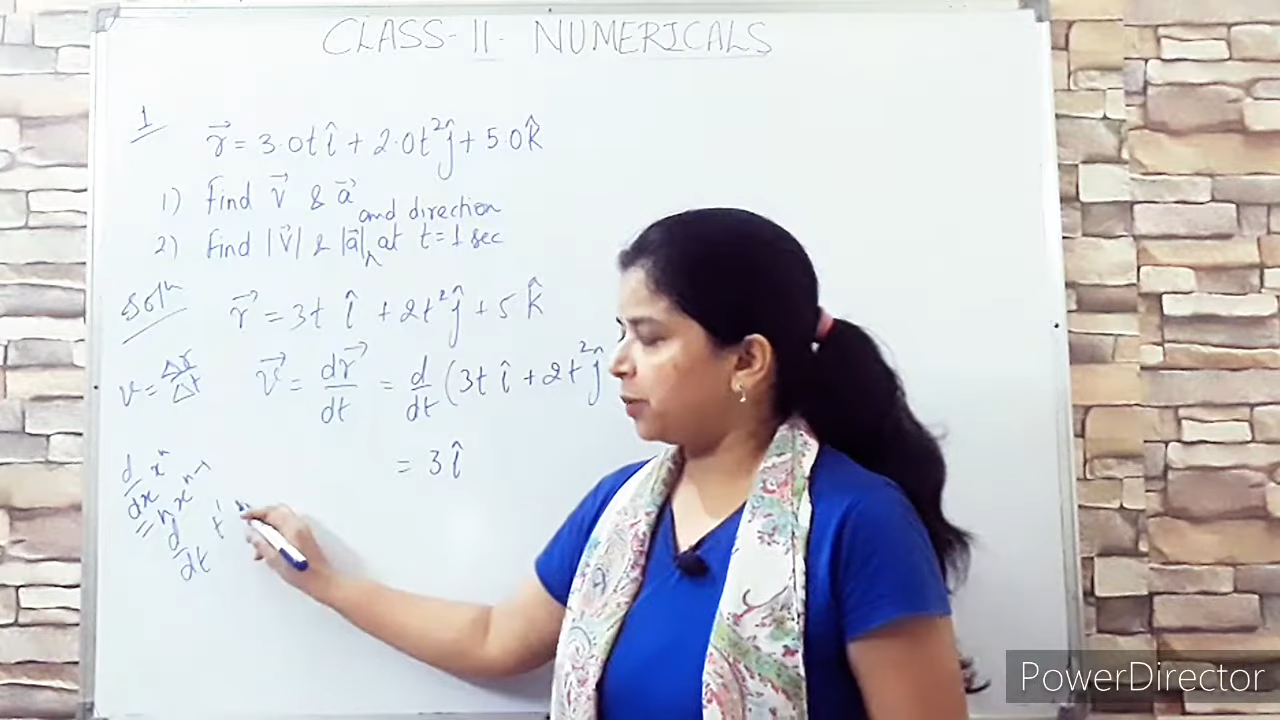 CLASS-11- NUMERICALS
1
r⃗ = 3.0t î + 2.0t² ĵ + 5.0 k̂
1) Find v⃗ & a⃗
and direction
2) Find |v⃗| & |a⃗| at t=1 sec
Soln
r⃗ = 3t î + 2t² ĵ + 5 k̂
v = Δr/Δt
v⃗ = dr⃗/dt = d/dt (3t î + 2t² ĵ
= 3 î
d/dx xⁿ
= n xⁿ⁻¹
d/dt t¹
PowerDirector